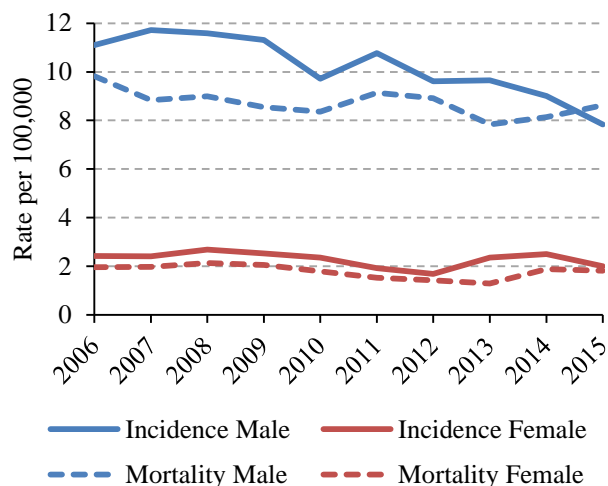 12
10
8
6
4
2
0
Rate per 100,000
2006 2007 2008 2009 2010 2011 2012 2013 2014 2015
Incidence Male Incidence Female
Mortality Male Mortality Female